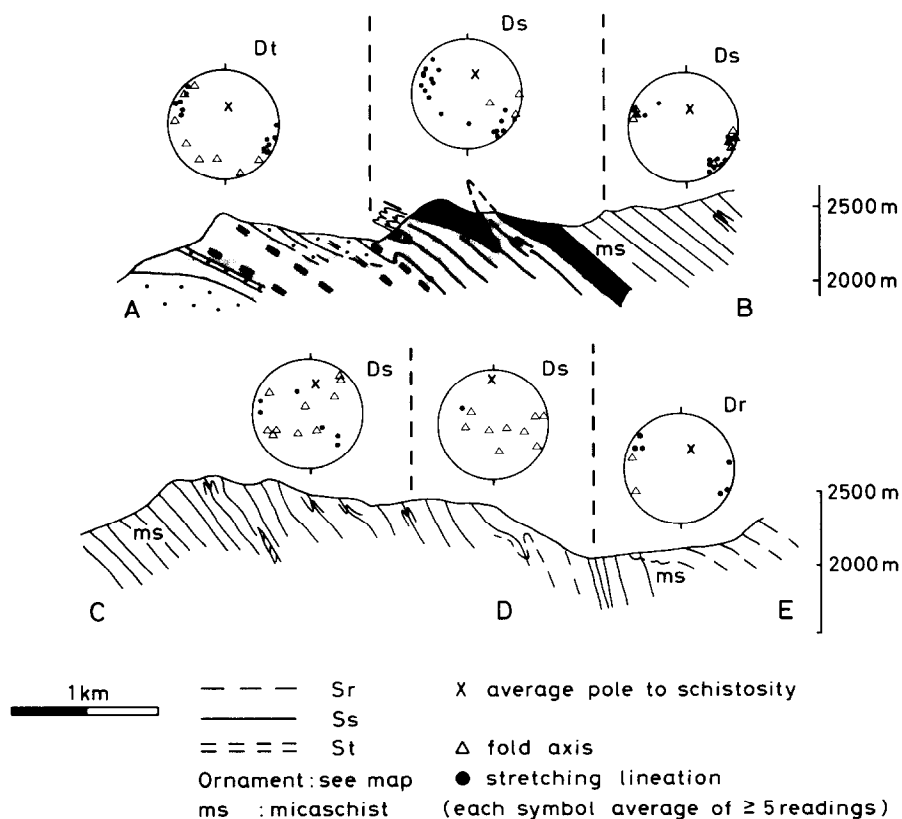 Dt
Ds
Ds
2500 m
2000 m
ms
A
B
Ds
Ds
Dr
2500 m
2000 m
ms
ms
C
D
E
1 km
Sr
x average pole to schistosity
Ss
St
△ fold axis
Ornament : see map
● stretching lineation
ms : micaschist
(each symbol average of ≥ 5 readings)